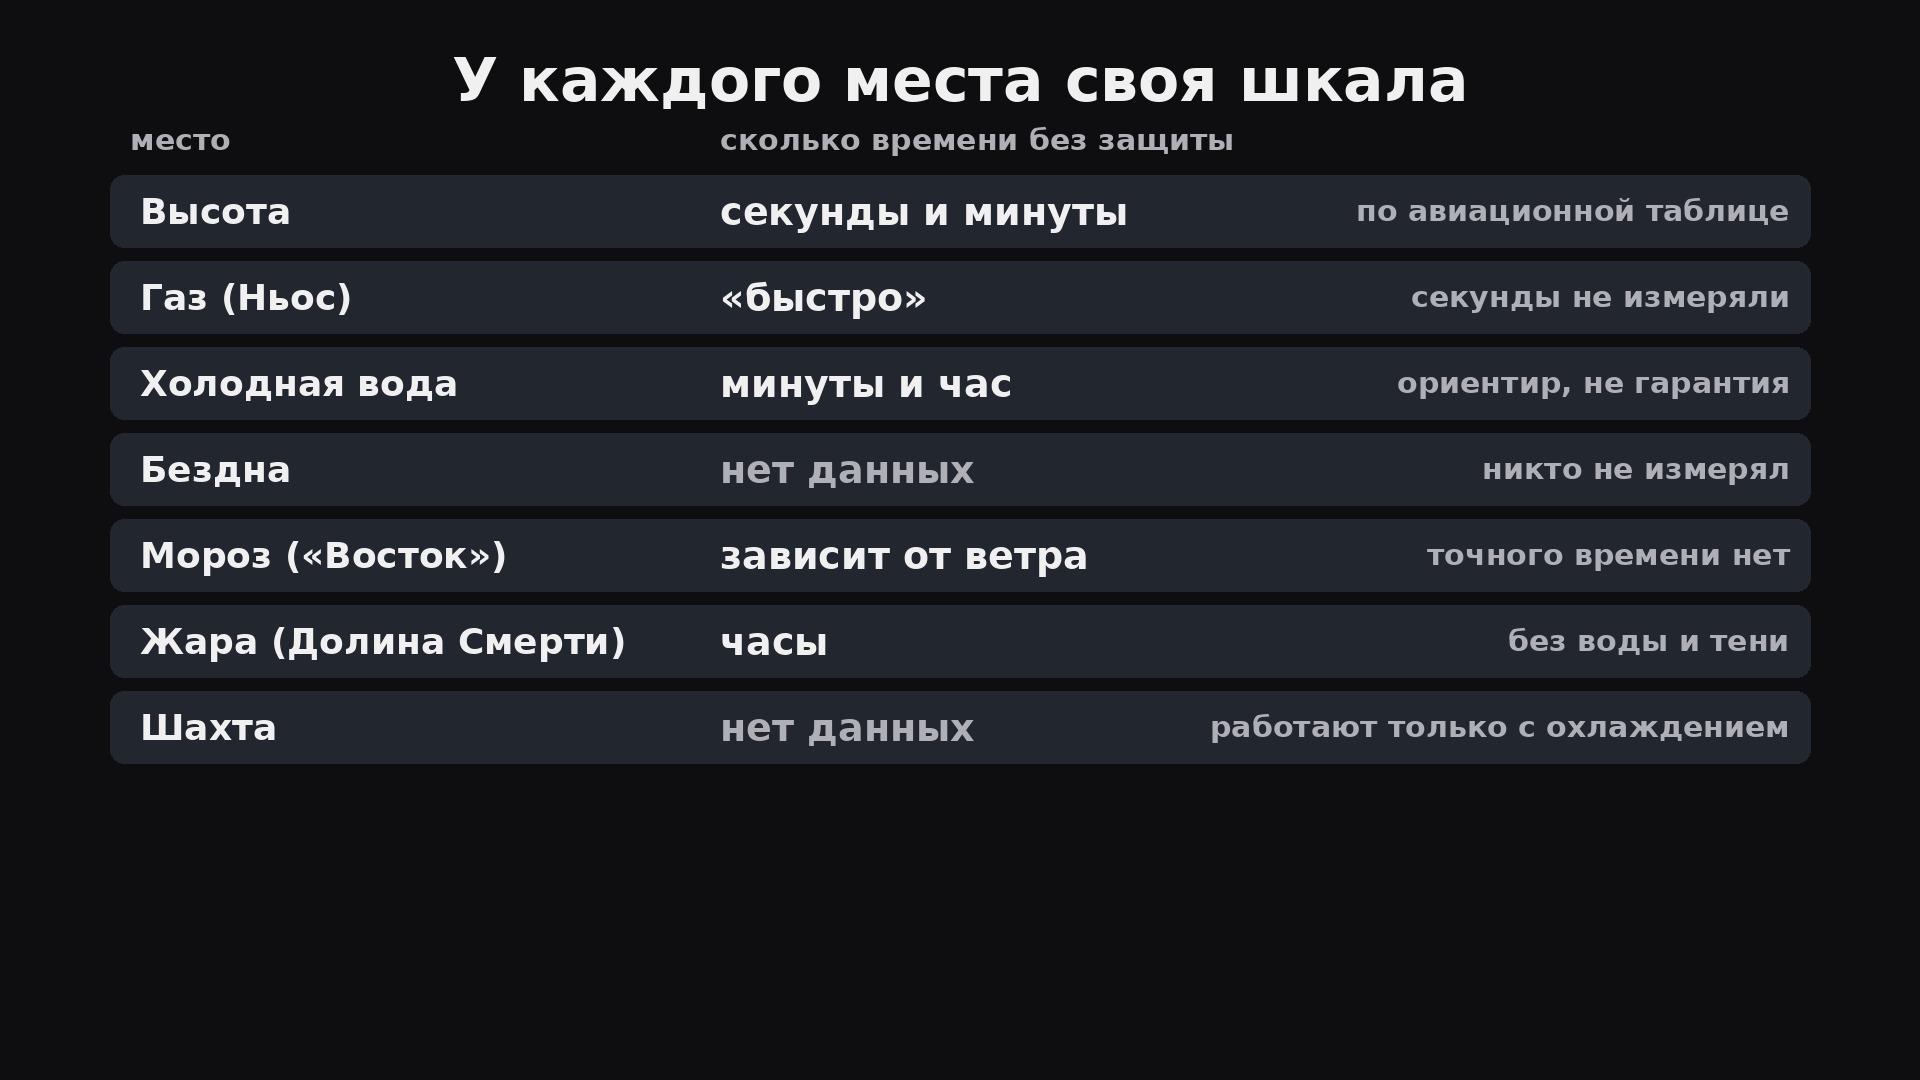 У каждого места своя шкала
место сколько времени без защиты
Высота секунды и минуты по авиационной таблице
Газ (Ньос) «быстро» секунды не измеряли
Холодная вода минуты и час ориентир, не гарантия
Бездна нет данных никто не измерял
Мороз («Восток») зависит от ветра точного времени нет
Жара (Долина Смерти) часы без воды и тени
Шахта нет данных работают только с охлаждением